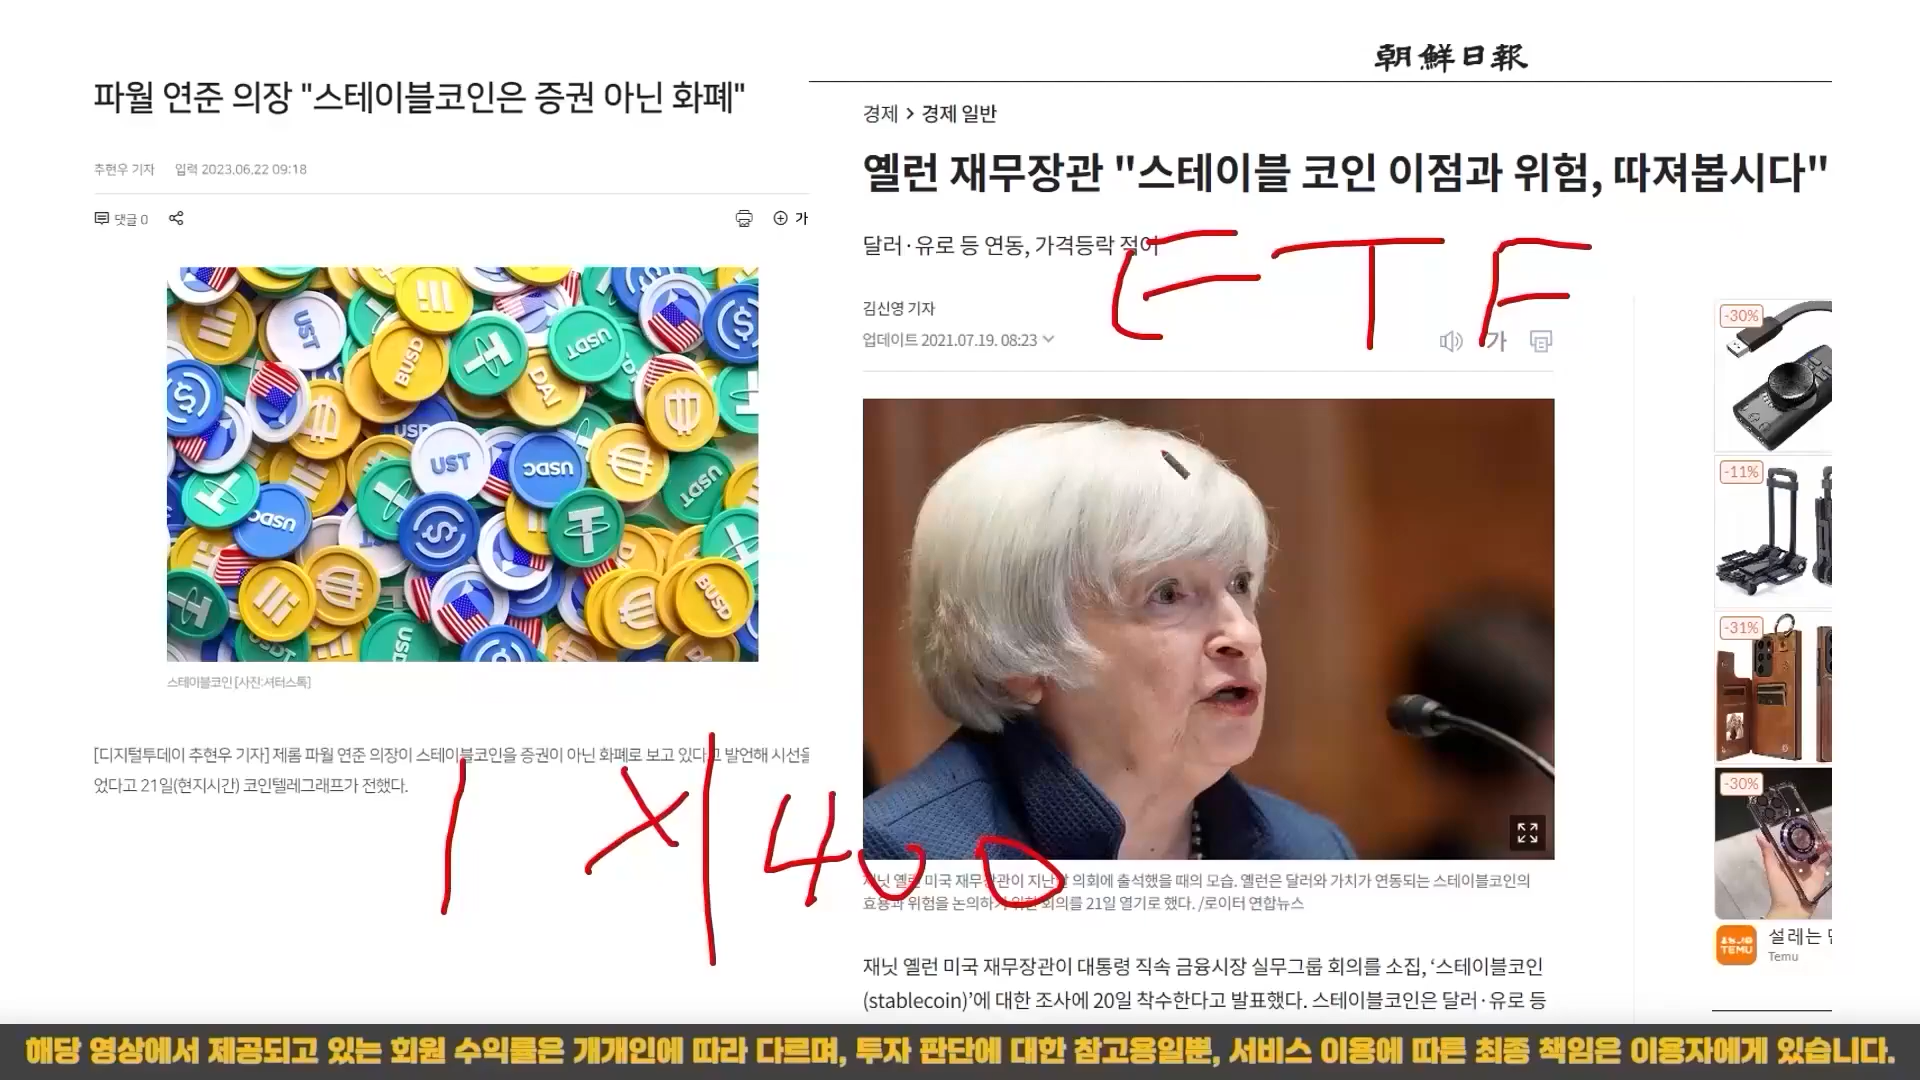 파월 연준 의장 "스테이블코인은 증권 아닌 화폐"
추현우 기자 입력 2023.06.22 09:18
댓글 0
가
UST
BUSD
USDT
DAI
USD
UST
USDC
USDT
USDC
BUSD
USDT
스테이블코인 [사진:셔터스톡]
[디지털투데이 추현우 기자] 제롬 파월 연준 의장이 스테이블코인을 증권이 아닌 화폐로 보고 있다고 발언해 시선을
었다고 21일(현지시간) 코인텔레그래프가 전했다.
朝鮮日報
경제 > 경제 일반
옐런 재무장관 "스테이블 코인 이점과 위험, 따져봅시다"
달러·유로 등 연동, 가격등락 적어
ETF
김신영 기자
업데이트 2021.07.19. 08:23
가
재닛 옐런 미국 재무장관이 지난달 의회에 출석했을 때의 모습. 옐런은 달러와 가치가 연동되는 스테이블코인의
효용과 위험을 논의하기 위한 회의를 21일 열기로 했다. /로이터 연합뉴스
400
재닛 옐런 미국 재무장관이 대통령 직속 금융시장 실무그룹 회의를 소집, ‘스테이블코인
(stablecoin)’에 대한 조사에 20일 착수한다고 발표했다. 스테이블코인은 달러·유로 등
-30%
-11%
-31%
-30%
TEMU
설레는
Temu
해당 영상에서 제공되고 있는 회원 수익률은 개개인에 따라 다르며, 투자 판단에 대한 참고용일뿐, 서비스 이용에 따른 최종 책임은 이용자에게 있습니다.